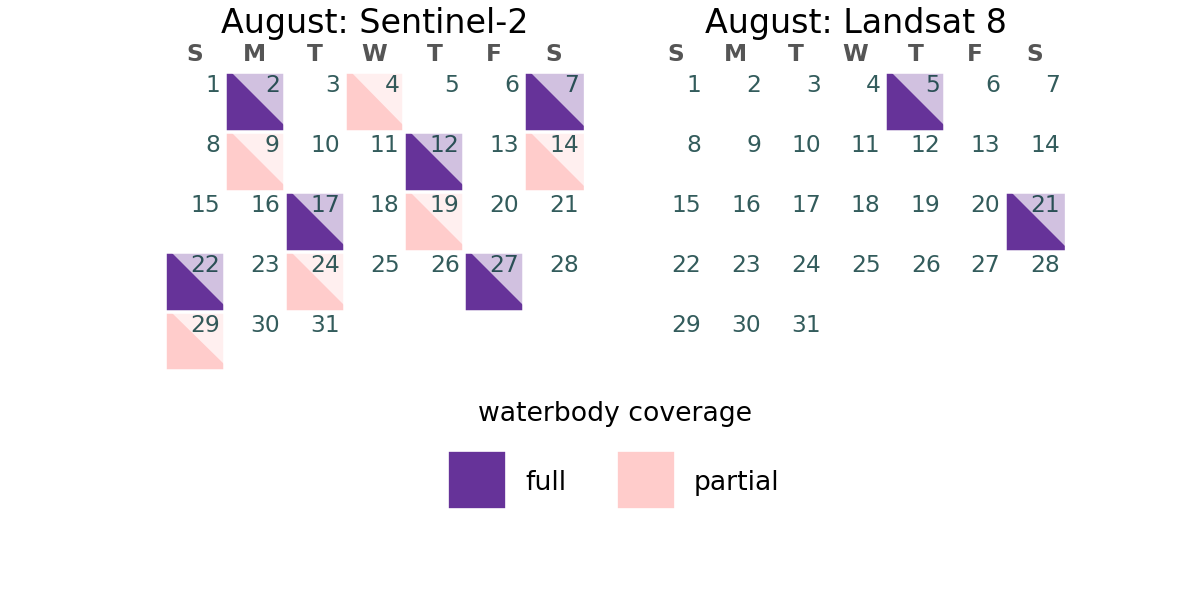 August: Sentinel-2
S M T W T F S
1 2 3 4 5 6 7
8 9 10 11 12 13 14
15 16 17 18 19 20 21
22 23 24 25 26 27 28
29 30 31
August: Landsat 8
S M T W T F S
1 2 3 4 5 6 7
8 9 10 11 12 13 14
15 16 17 18 19 20 21
22 23 24 25 26 27 28
29 30 31
waterbody coverage
full
partial